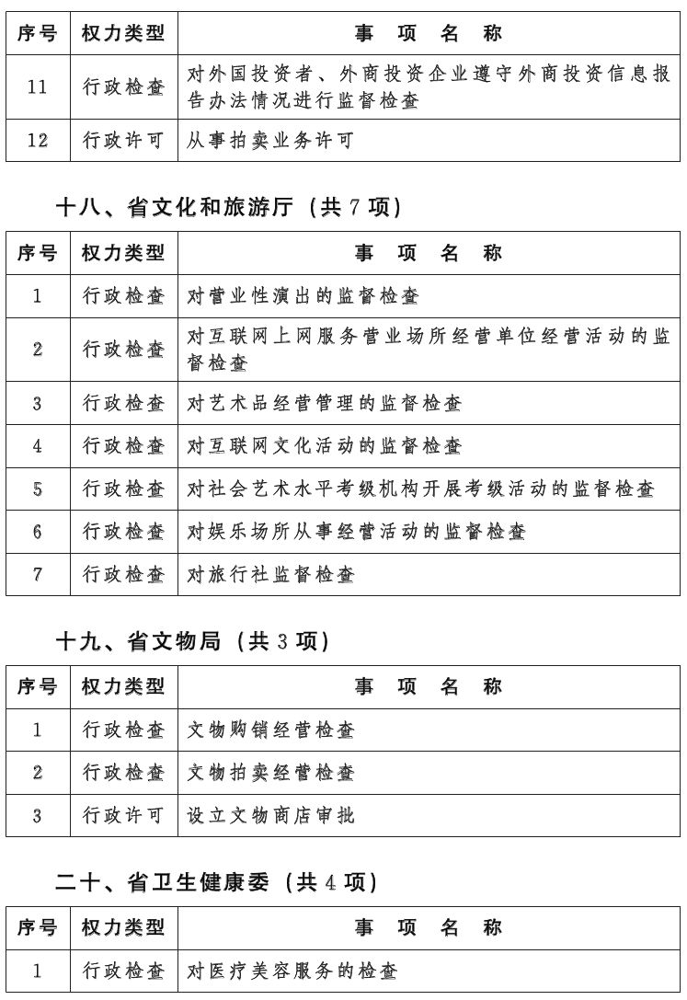 序号 权力类型 事项名称
11 行政检查 对外国投资者、外商投资企业遵守外商投资信息报
告办法情况进行监督检查
12 行政许可 从事拍卖业务许可
十八、省文化和旅游厅（共 7 项）
序号 权力类型 事项名称
1 行政检查 对营业性演出的监督检查
2 行政检查 对互联网上网服务营业场所经营单位经营活动的监
督检查
3 行政检查 对艺术品经营管理的监督检查
4 行政检查 对互联网文化活动的监督检查
5 行政检查 对社会艺术水平考级机构开展考级活动的监督检查
6 行政检查 对娱乐场所从事经营活动的监督检查
7 行政检查 对旅行社监督检查
十九、省文物局（共 3 项）
序号 权力类型 事项名称
1 行政检查 文物购销经营检查
2 行政检查 文物拍卖经营检查
3 行政许可 设立文物商店审批
二十、省卫生健康委（共 4 项）
序号 权力类型 事项名称
1 行政检查 对医疗美容服务的检查